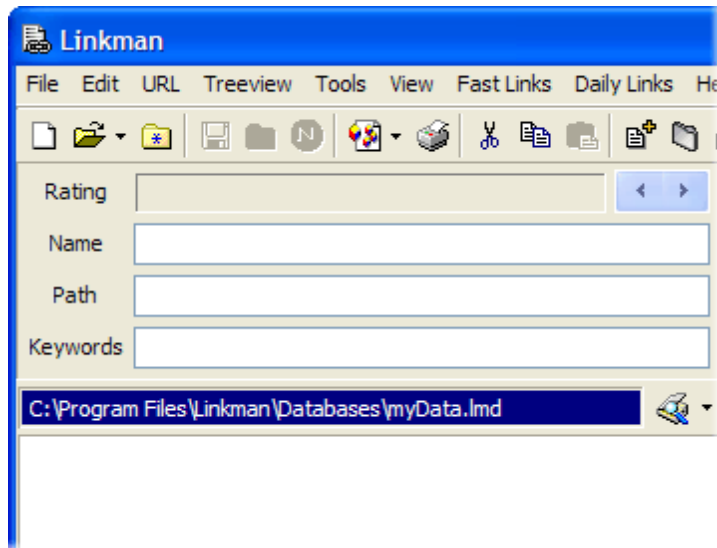 Linkman
File Edit URL Treeview Tools View Fast Links Daily Links He
N
Rating
Name
Path
Keywords
C:\Program Files\Linkman\Databases\myData.lmd